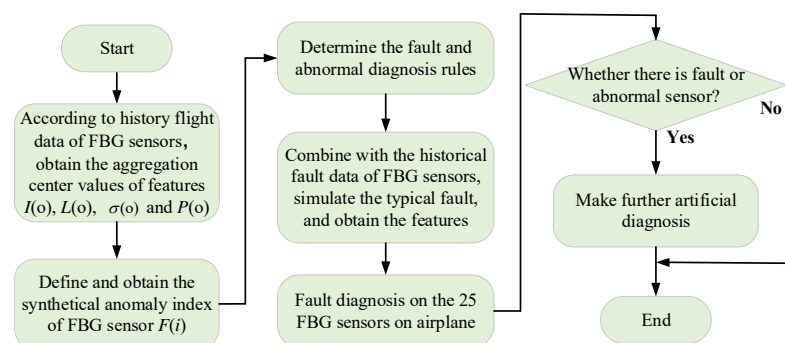 Start
According to history flight
data of FBG sensors,
obtain the aggregation
center values of features
I(o), L(o), σ(o) and P(o)
Define and obtain the
synthetical anomaly index
of FBG sensor F(i)
Determine the fault and
abnormal diagnosis rules
Combine with the historical
fault data of FBG sensors,
simulate the typical fault,
and obtain the features
Fault diagnosis on the 25
FBG sensors on airplane
Whether there is fault or
abnormal sensor?
No
Yes
Make further artificial
diagnosis
End